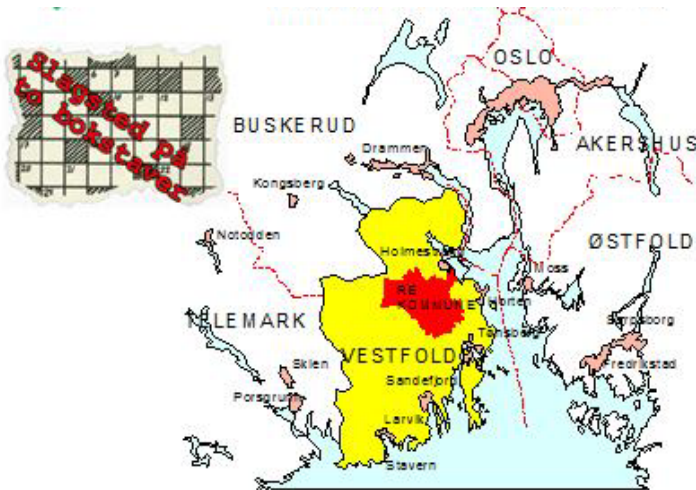 Slagsted på
to bokstaver
OSLO
BUSKERUD
AKERSHUS
Drammen
Kongsberg
Notodden
ØSTFOLD
Holmestrand
Moss
RE
KOMMUNE
Horten
TELEMARK
Sarpsborg
Tønsberg
VESTFOLD
Skien
Fredrikstad
Sandefjord
Porsgrunn
Larvik
Stavern